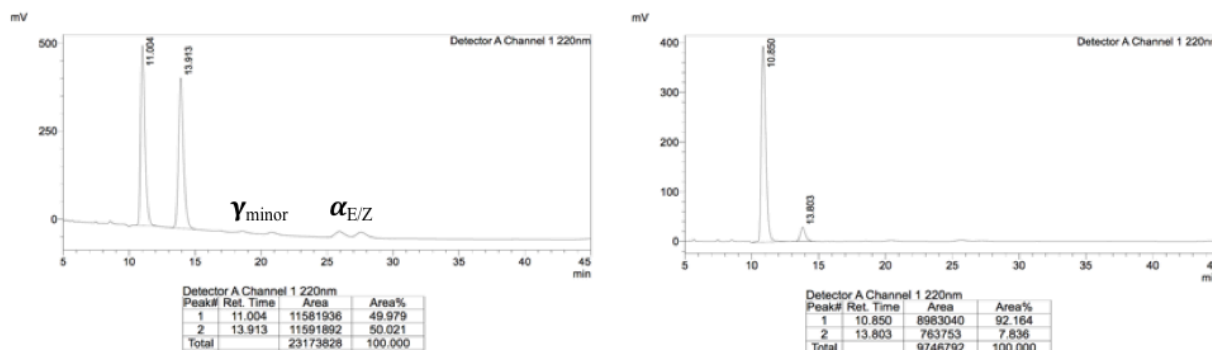 mV
Detector A Channel 1 220nm
500
250
0
11.004
13.913
γminor
αE/Z
5 10 15 20 25 30 35 40 45
min
Detector A Channel 1 220nm
Peak# Ret. Time Area Area%
1 11.004 11581936 49.979
2 13.913 11591892 50.021
Total 23173828 100.000
mV
Detector A Channel 1 220nm
400
300
200
100
0
10.850
13.803
5 10 15 20 25 30 35 40
Detector A Channel 1 220nm
Peak# Ret. Time Area Area%
1 10.850 8983040 92.164
2 13.803 763753 7.836
Total 9746792 100.000